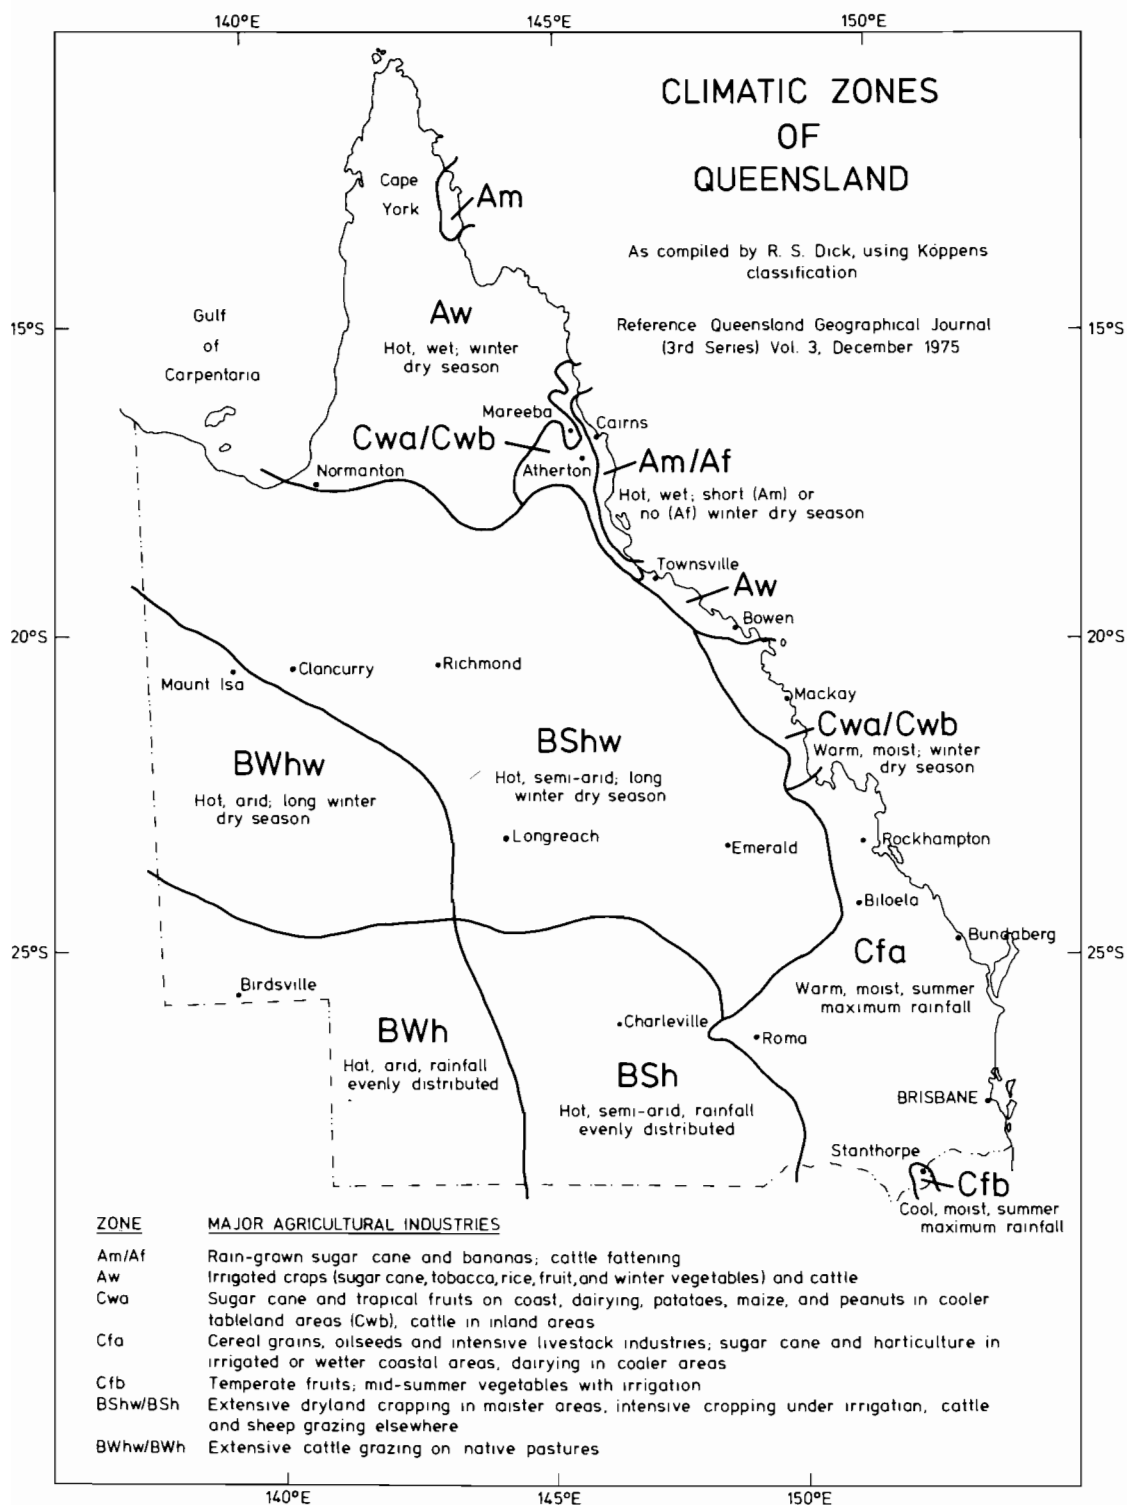 140°E 145°E 150°E
CLIMATIC ZONES
OF
QUEENSLAND
As compiled by R. S. Dick, using Köppens
classification
Reference Queensland Geographical Journal
(3rd Series) Vol. 3, December 1975
Cape
York
Am
Gulf
of
Carpentaria
15°S
15°S
Aw
Hot, wet; winter
dry season
Mareeba
Cairns
Cwa/Cwb
Atherton
Am/Af
Hot, wet; short (Am) or
no (Af) winter dry season
Normanton
Townsville
Aw
Bowen
20°S
20°S
Clancurry
Richmond
Maunt Isa
Mackay
Cwa/Cwb
Warm, moist; winter
dry season
BShw
Hot, semi-arid; long
winter dry season
BWhw
Hot, arid; long winter
dry season
Longreach
Emerald
Rockhampton
Biloela
Bundaberg
25°S
25°S
Cfa
Warm, moist, summer
maximum rainfall
Birdsville
BWh
Hat, arid, rainfall
evenly distributed
Charleville
Roma
BSh
Hot, semi-arid, rainfall
evenly distributed
BRISBANE
Stanthorpe
Cfb
Cool, moist, summer
maximum rainfall
ZONE MAJOR AGRICULTURAL INDUSTRIES
Am/Af Rain-grown sugar cane and bananas; cattle fattening
Aw Irrigated crops (sugar cane, tobacco, rice, fruit, and winter vegetables) and cattle
Cwa Sugar cane and tropical fruits on coast, dairying, patataes, maize, and peanuts in cooler
tableland areas (Cwb), cattle in inland areas
Cfa Cereal grains, oilseeds and intensive livestock industries; sugar cane and harticulture in
irrigated or wetter coastal areas, dairying in cooler areas
Cfb Temperate fruits; mid-summer vegetables with irrigation
BShw/BSh Extensive dryland cropping in maister areas, intensive cropping under irrigation, cattle
and sheep grazing elsewhere
BWhw/BWh Extensive cattle grazing on native pastures
140°E 145°E 150°E